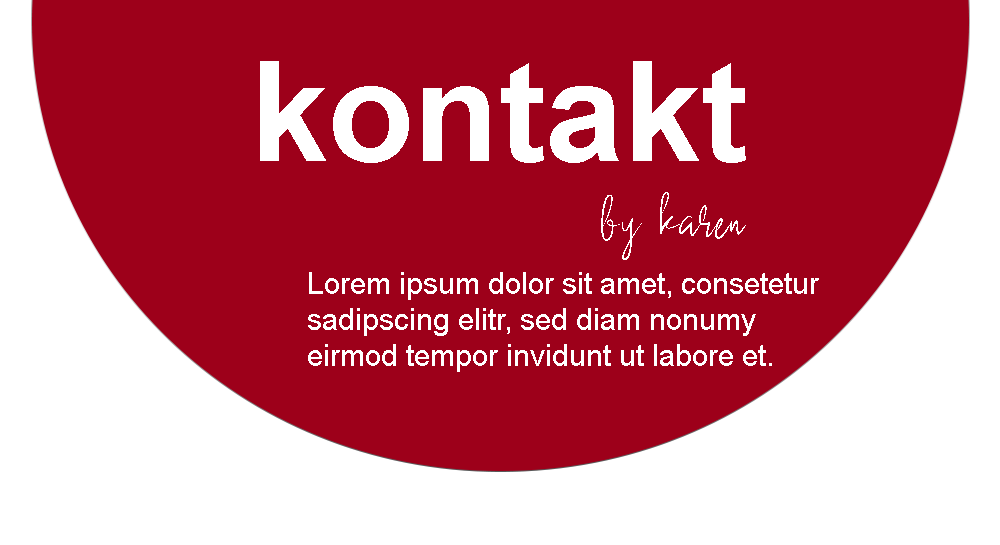 kontakt
by karen
Lorem ipsum dolor sit amet, consetetur
sadipscing elitr, sed diam nonumy
eirmod tempor invidunt ut labore et.